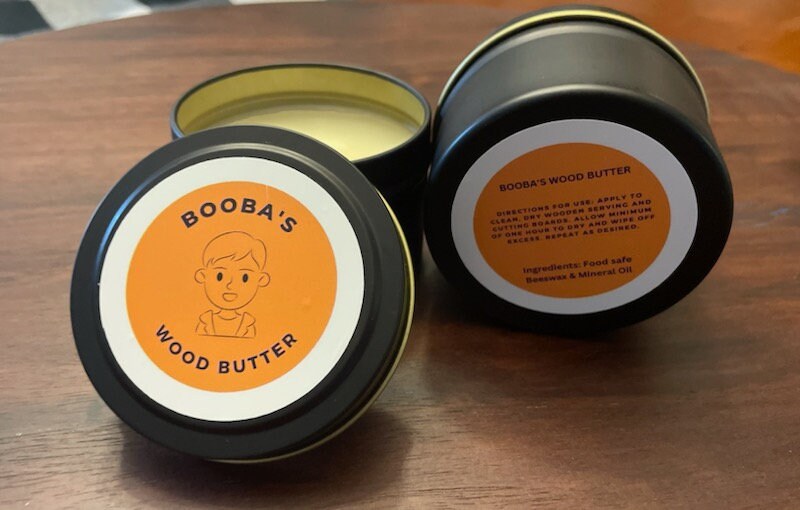 BOOBA'S
WOOD BUTTER
BOOBA'S WOOD BUTTER
DIRECTIONS FOR USE: APPLY TO
CLEAN, DRY WOODEN SERVING AND
CUTTING BOARDS. ALLOW MINIMUM
OF ONE HOUR TO DRY AND WIPE OFF
EXCESS. REPEAT AS DESIRED.
Ingredients: Food safe
Beeswax & Mineral Oil